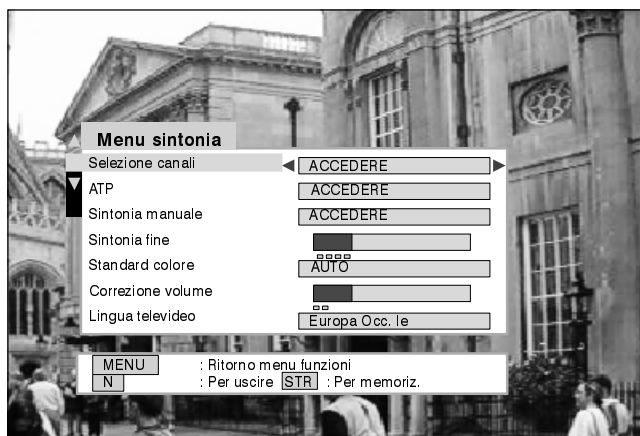 Menu sintonia
Selezione canali ACCEDERE
ATP ACCEDERE
Sintonia manuale ACCEDERE
Sintonia fine
Standard colore AUTO
Correzione volume
Lingua televideo Europa Occ. le
MENU : Ritorno menu funzioni
N : Per uscire STR : Per memoriz.